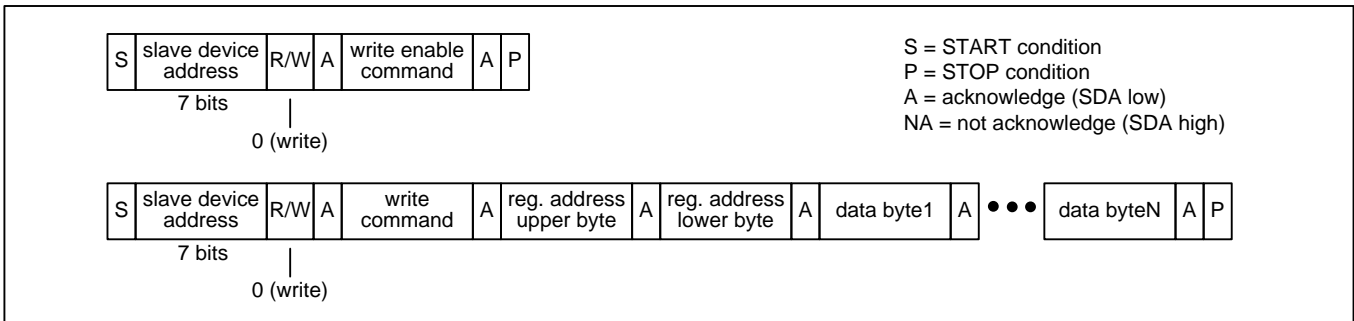 S slave device address R/W A write enable command A P
7 bits
0 (write)
S = START condition
P = STOP condition
A = acknowledge (SDA low)
NA = not acknowledge (SDA high)
S slave device address R/W A write command A reg. address upper byte A reg. address lower byte A data byte1 A ••• data byteN A P
7 bits
0 (write)